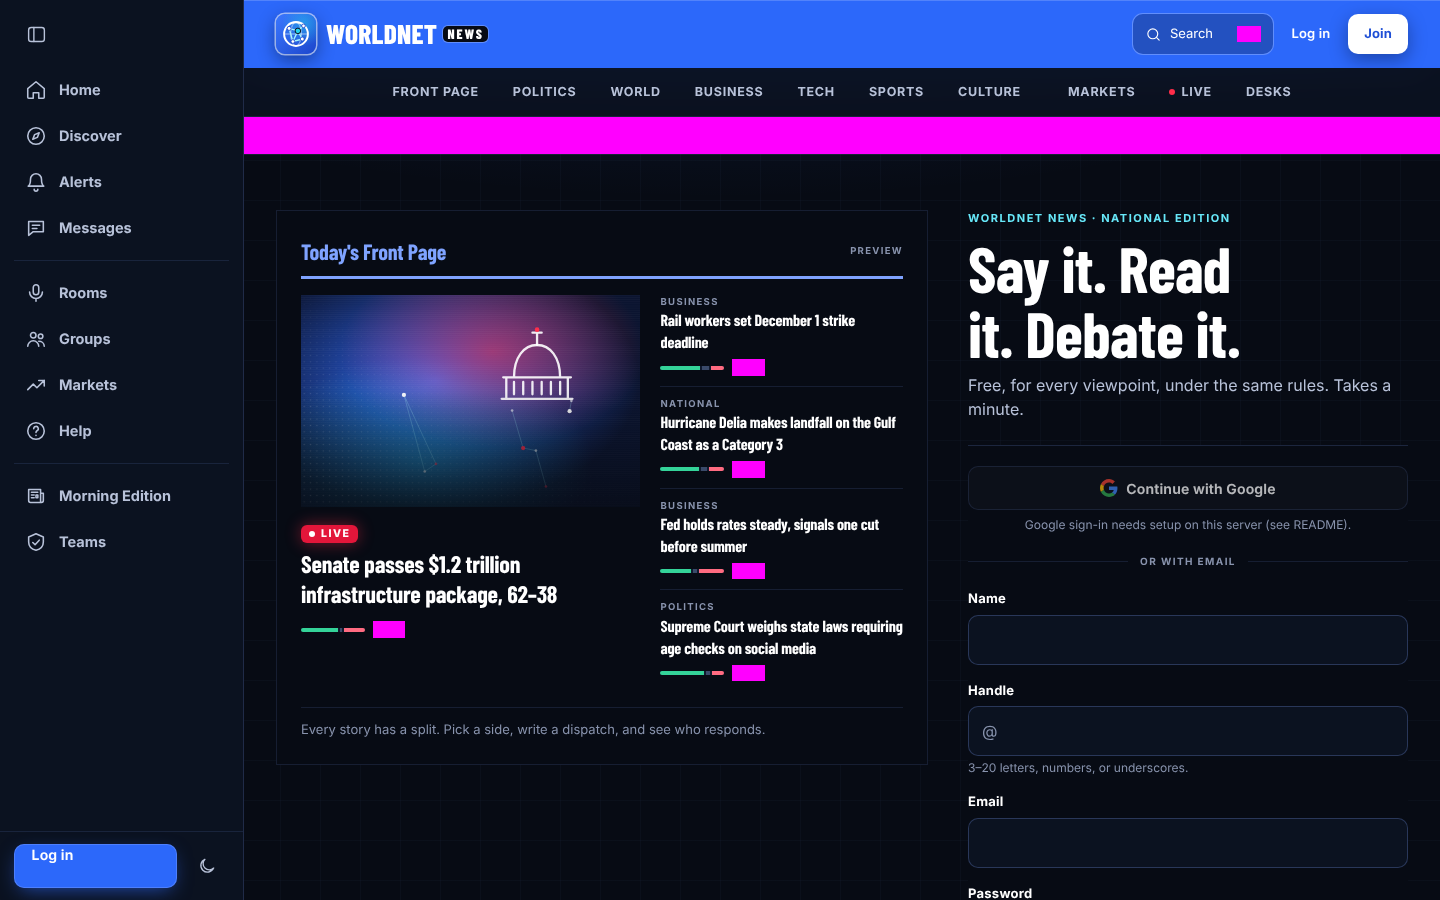 WORLDNET NEWS
Search
Log in
Join
Home
Discover
Alerts
Messages
Rooms
Groups
Markets
Help
Morning Edition
Teams
Log in
FRONT PAGE
POLITICS
WORLD
BUSINESS
TECH
SPORTS
CULTURE
MARKETS
LIVE
DESKS
Today's Front Page
PREVIEW
LIVE
Senate passes $1.2 trillion
infrastructure package, 62–38
BUSINESS
Rail workers set December 1 strike
deadline
NATIONAL
Hurricane Delia makes landfall on the Gulf
Coast as a Category 3
BUSINESS
Fed holds rates steady, signals one cut
before summer
POLITICS
Supreme Court weighs state laws requiring
age checks on social media
Every story has a split. Pick a side, write a dispatch, and see who responds.
WORLDNET NEWS · NATIONAL EDITION
Say it. Read
it. Debate it.
Free, for every viewpoint, under the same rules. Takes a
minute.
Continue with Google
Google sign-in needs setup on this server (see README).
OR WITH EMAIL
Name
Handle
@
3–20 letters, numbers, or underscores.
Email
Password